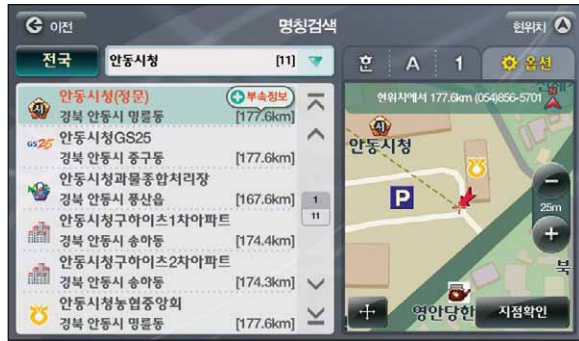 이전
명칭검색
현위치
전국
안동시청 [11]
한 A 1 옵션
안동시청(정문) 부속정보
경북 안동시 명륜동 [177.6km]
GS25 안동시청GS25
경북 안동시 중구동 [177.6km]
안동시청과물종합처리장
경북 안동시 풍산읍 [167.6km]
안동시청구하이츠1차아파트
경북 안동시 송하동 [174.4km]
안동시청구하이츠2차아파트
경북 안동시 송하동 [174.3km]
안동시청농협중앙회
경북 안동시 명륜동 [177.6km]
1
11
현위치에서 177.6km (054)856-5701
시
안동시청
P
25m
북
영안당한
지점확인